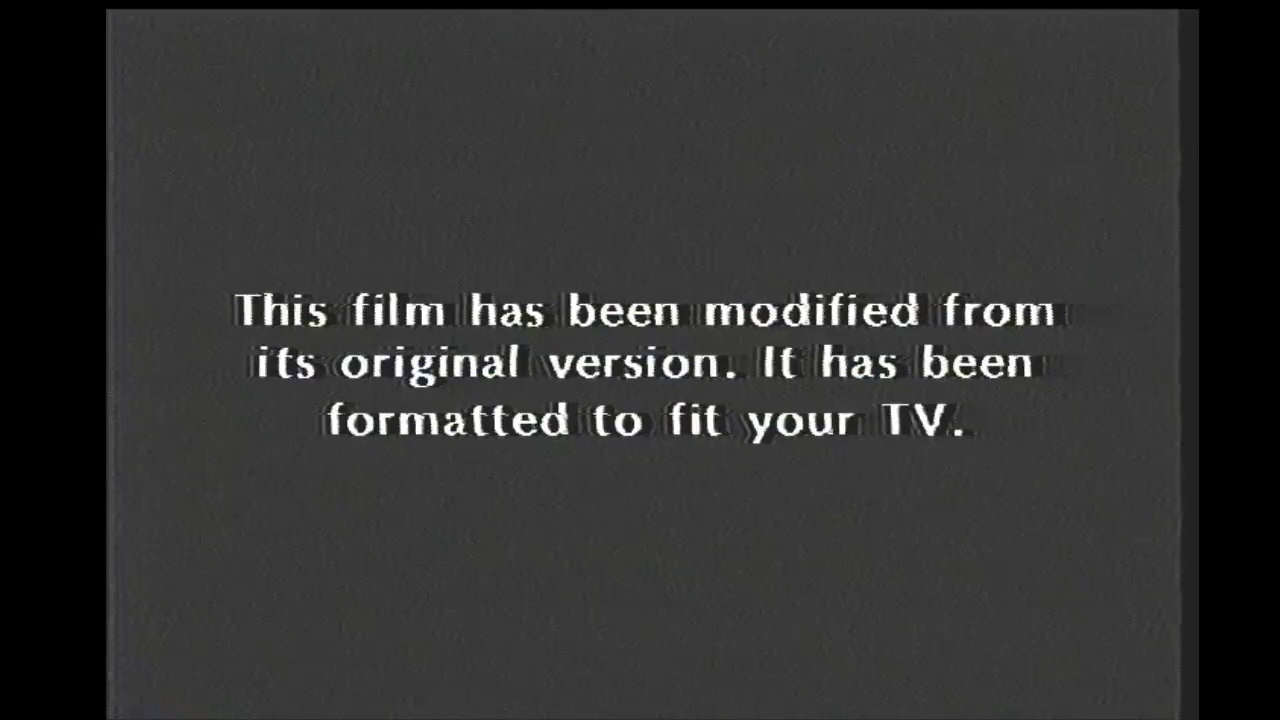 This film has been modified from
its original version. It has been
formatted to fit your TV.